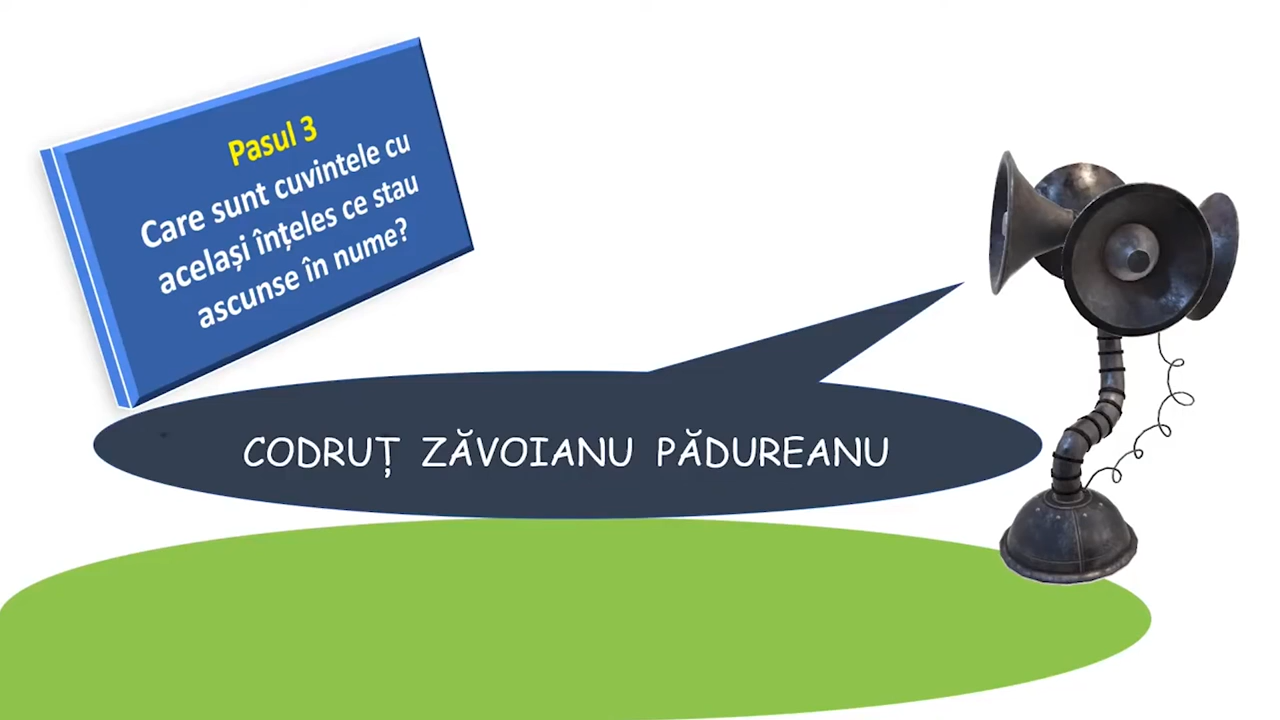 Pasul 3
Care sunt cuvintele cu
același înțeles ce stau
ascunse în nume?
CODRUȚ ZĂVOIANU PĂDUREANU